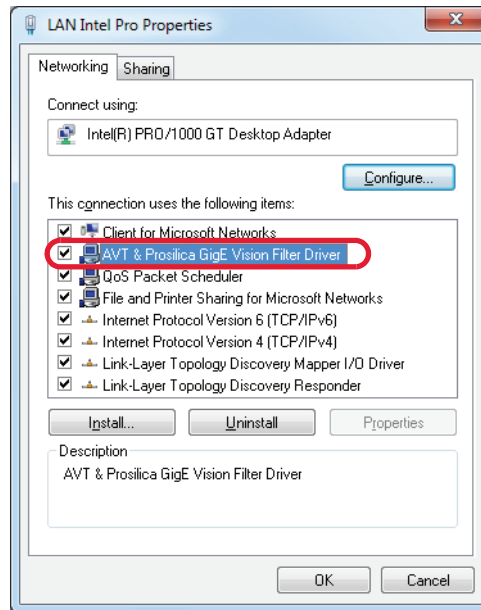 LAN Intel Pro Properties
Networking
Sharing
Connect using:
Intel(R) PRO/1000 GT Desktop Adapter
Configure...
This connection uses the following items:
Client for Microsoft Networks
AVT & Prosilica GigE Vision Filter Driver
QoS Packet Scheduler
File and Printer Sharing for Microsoft Networks
Internet Protocol Version 6 (TCP/IPv6)
Internet Protocol Version 4 (TCP/IPv4)
Link-Layer Topology Discovery Mapper I/O Driver
Link-Layer Topology Discovery Responder
Install...
Uninstall
Properties
Description
AVT & Prosilica GigE Vision Filter Driver
OK
Cancel